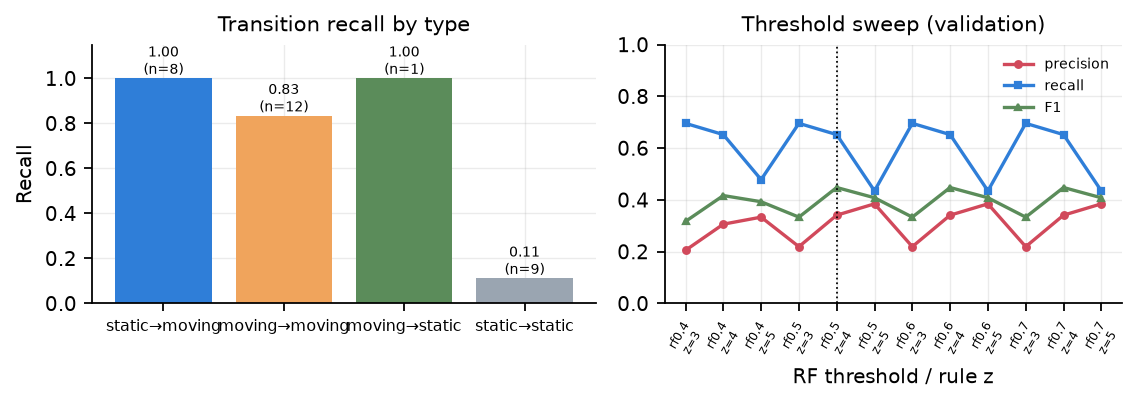 Transition recall by type
Recall
1.0
0.8
0.6
0.4
0.2
0.0
1.00
(n=8)
0.83
(n=12)
1.00
(n=1)
0.11
(n=9)
static→moving
moving→moving
moving→static
static→static
Threshold sweep (validation)
1.0
0.8
0.6
0.4
0.2
0.0
precision
recall
F1
rf0.4
z=3
rf0.4
z=4
rf0.4
z=5
rf0.5
z=3
rf0.5
z=4
rf0.5
z=5
rf0.6
z=3
rf0.6
z=4
rf0.6
z=5
rf0.7
z=3
rf0.7
z=4
rf0.7
z=5
RF threshold / rule z